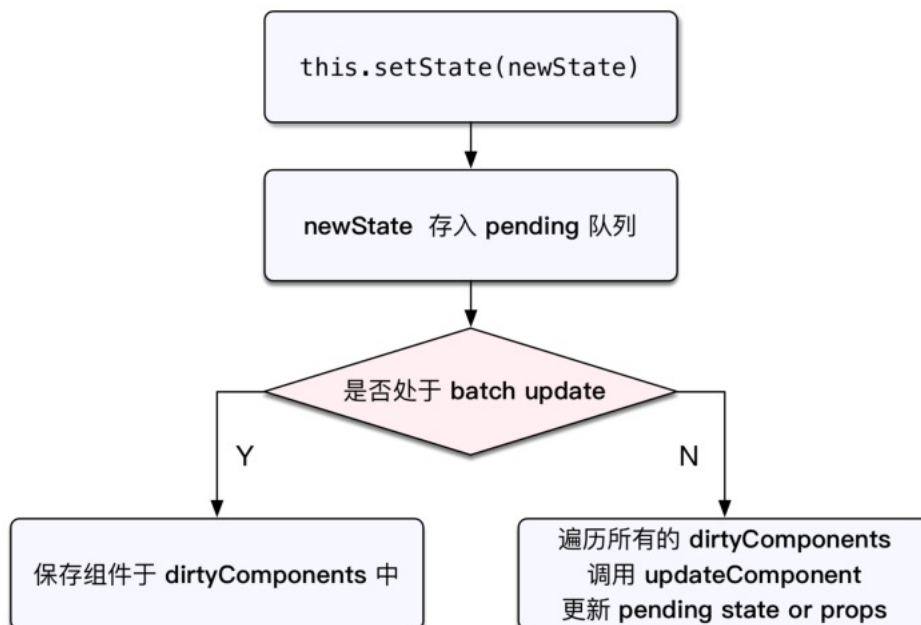 this.setState(newState)
newState 存入 pending 队列
是否处于 batch update
Y
N
保存组件于 dirtyComponents 中
遍历所有的 dirtyComponents
调用 updateComponent
更新 pending state or props